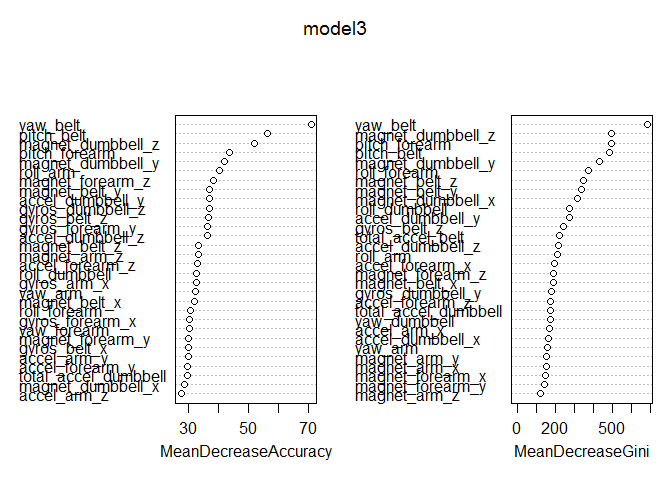 model3
yaw_belt
pitch_belt
magnet_dumbbell_z
pitch_forearm
magnet_dumbbell_y
roll_arm
magnet_forearm_z
magnet_belt_y
accel_dumbbell_y
gyros_dumbbell_z
gyros_belt_z
gyros_forearm_y
accel_dumbbell_z
magnet_belt_z
magnet_arm_z
accel_forearm_z
roll_dumbbell
gyros_arm_x
yaw_arm
magnet_belt_x
roll_forearm
gyros_forearm_x
yaw_forearm
magnet_forearm_y
gyros_belt_x
accel_arm_y
accel_forearm_y
total_accel_dumbbell
magnet_dumbbell_x
accel_arm_z
30 50 70
MeanDecreaseAccuracy
yaw_belt
magnet_dumbbell_z
pitch_forearm
pitch_belt
magnet_dumbbell_y
roll_forearm
magnet_belt_z
magnet_belt_y
magnet_dumbbell_x
roll_dumbbell
accel_dumbbell_y
gyros_belt_z
total_accel_belt
accel_dumbbell_z
roll_arm
accel_forearm_x
magnet_forearm_z
magnet_belt_x
gyros_dumbbell_y
accel_forearm_z
total_accel_dumbbell
yaw_dumbbell
accel_arm_x
accel_dumbbell_x
yaw_arm
magnet_arm_y
magnet_arm_x
magnet_forearm_x
magnet_forearm_y
magnet_arm_z
0 200 500
MeanDecreaseGini